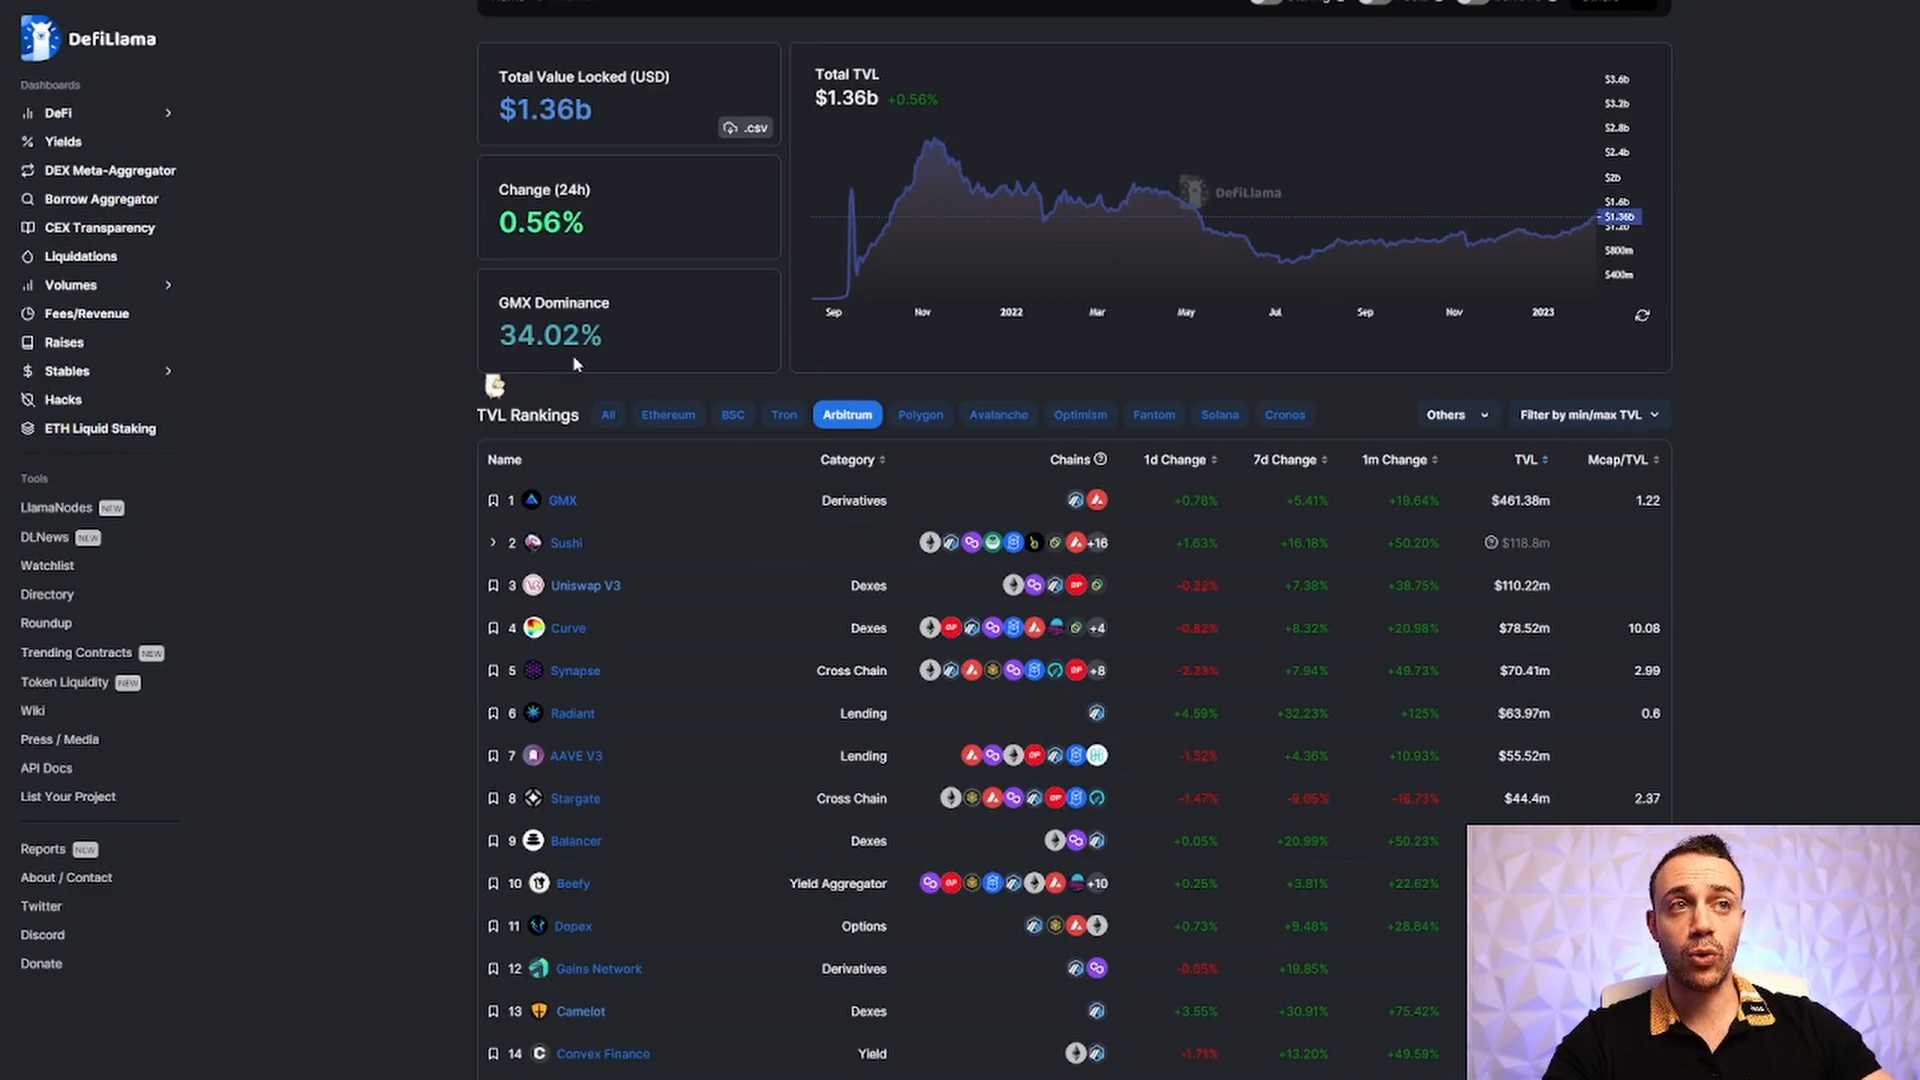 DefiLlama
Dashboards
DeFi
Yields
DEX Meta-Aggregator
Borrow Aggregator
CEX Transparency
Liquidations
Volumes
Fees/Revenue
Raises
Stables
Hacks
ETH Liquid Staking
Tools
LlamaNodes NEW
DLNews NEW
Watchlist
Directory
Roundup
Trending Contracts NEW
Token Liquidity NEW
Wiki
Press / Media
API Docs
List Your Project
Reports NEW
About / Contact
Twitter
Discord
Donate
Total Value Locked (USD)
$1.36b
.csv
Change (24h)
0.56%
GMX Dominance
34.02%
Total TVL
$1.36b +0.56%
DefiLlama
$3.6b
$3.2b
$2.8b
$2.4b
$2b
$1.6b
$1.36b
$1.2b
$800m
$400m
Sep Nov 2022 Mar May Jul Sep Nov 2023
TVL Rankings All Ethereum BSC Tron Arbitrum Polygon Avalanche Optimism Fantom Solana Cronos Others Filter by min/max TVL
Name Category Chains 1d Change 7d Change 1m Change TVL Mcap/TVL
1 GMX Derivatives +0.78% +5.41% +19.64% $461.38m 1.22
2 Sushi +16 +1.63% +16.18% +50.20% $118.8m
3 Uniswap V3 Dexes OP -0.22% +7.38% +38.75% $110.22m
4 Curve Dexes OP +4 -0.82% +8.32% +20.98% $78.52m 10.08
5 Synapse Cross Chain OP +8 -2.23% +7.94% +49.73% $70.41m 2.99
6 Radiant Lending +4.59% +32.23% +125% $63.97m 0.6
7 AAVE V3 Lending OP -1.52% +4.36% +10.93% $55.52m
8 Stargate Cross Chain OP -1.47% -9.05% -16.73% $44.4m 2.37
9 Balancer Dexes +0.05% +20.99% +50.23%
10 Beefy Yield Aggregator OP +10 +0.25% +3.81% +22.62%
11 Dopex Options +0.73% +9.48% +28.84%
12 Gains Network Derivatives -0.05% +19.85%
13 Camelot Dexes +3.55% +30.91% +75.42%
14 Convex Finance Yield -1.71% +13.20% +49.59%